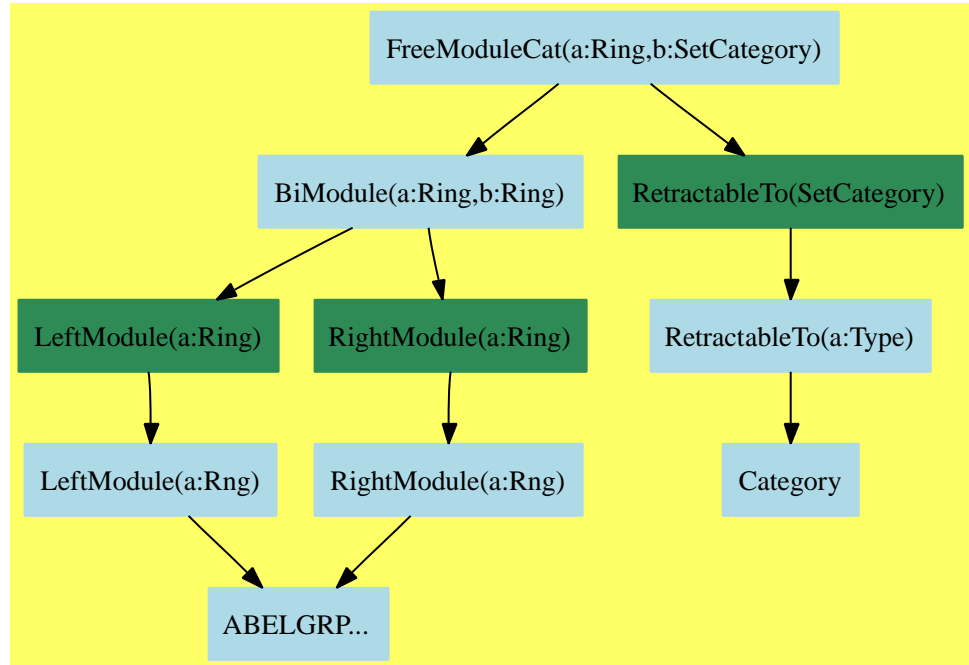 FreeModuleCat(a:Ring,b:SetCategory)
BiModule(a:Ring,b:Ring)
RetractableTo(SetCategory)
LeftModule(a:Ring)
RightModule(a:Ring)
RetractableTo(a:Type)
LeftModule(a:Rng)
RightModule(a:Rng)
Category
ABELGRP...